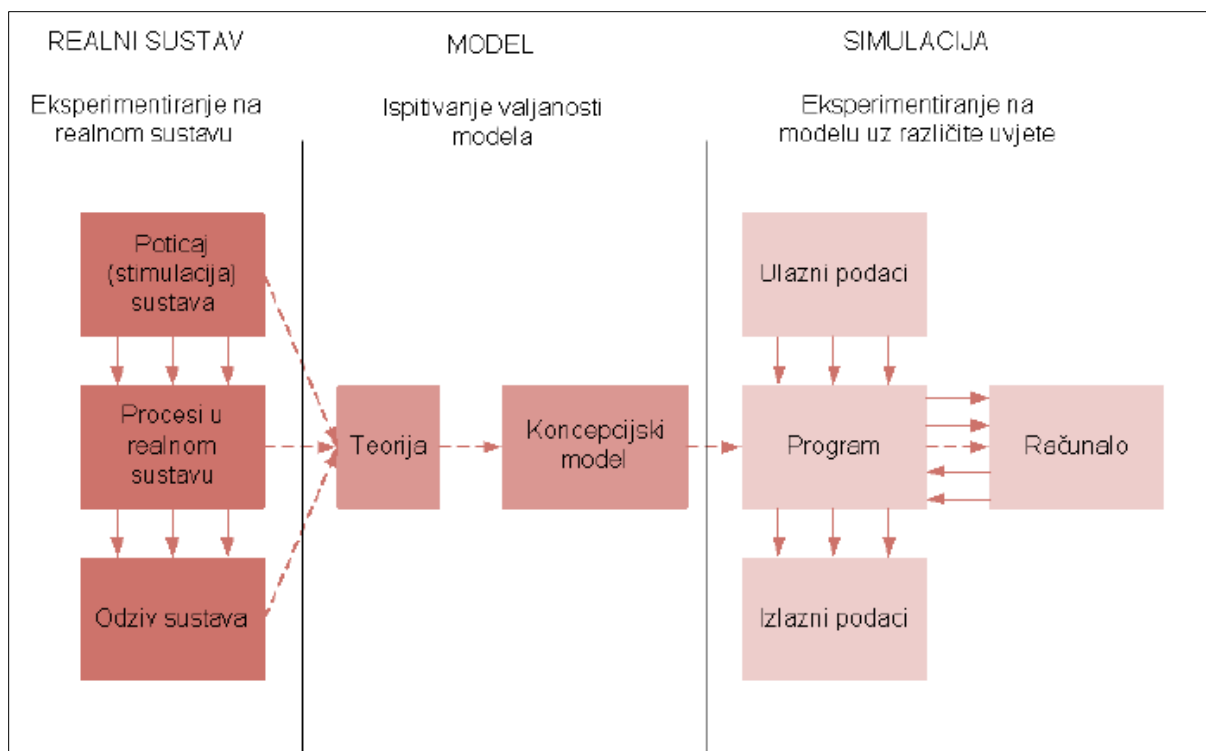 REALNI SUSTAV
Eksperimentiranje na
realnom sustavu
Poticaj
(stimulacija)
sustava
Procesi u
realnom
sustavu
Odziv sustava
MODEL
Ispitivanje valjanosti
modela
Teorija
Koncepcijski
model
SIMULACIJA
Eksperimentiranje na
modelu uz različite uvjete
Ulazni podaci
Program
Računalo
Izlazni podaci